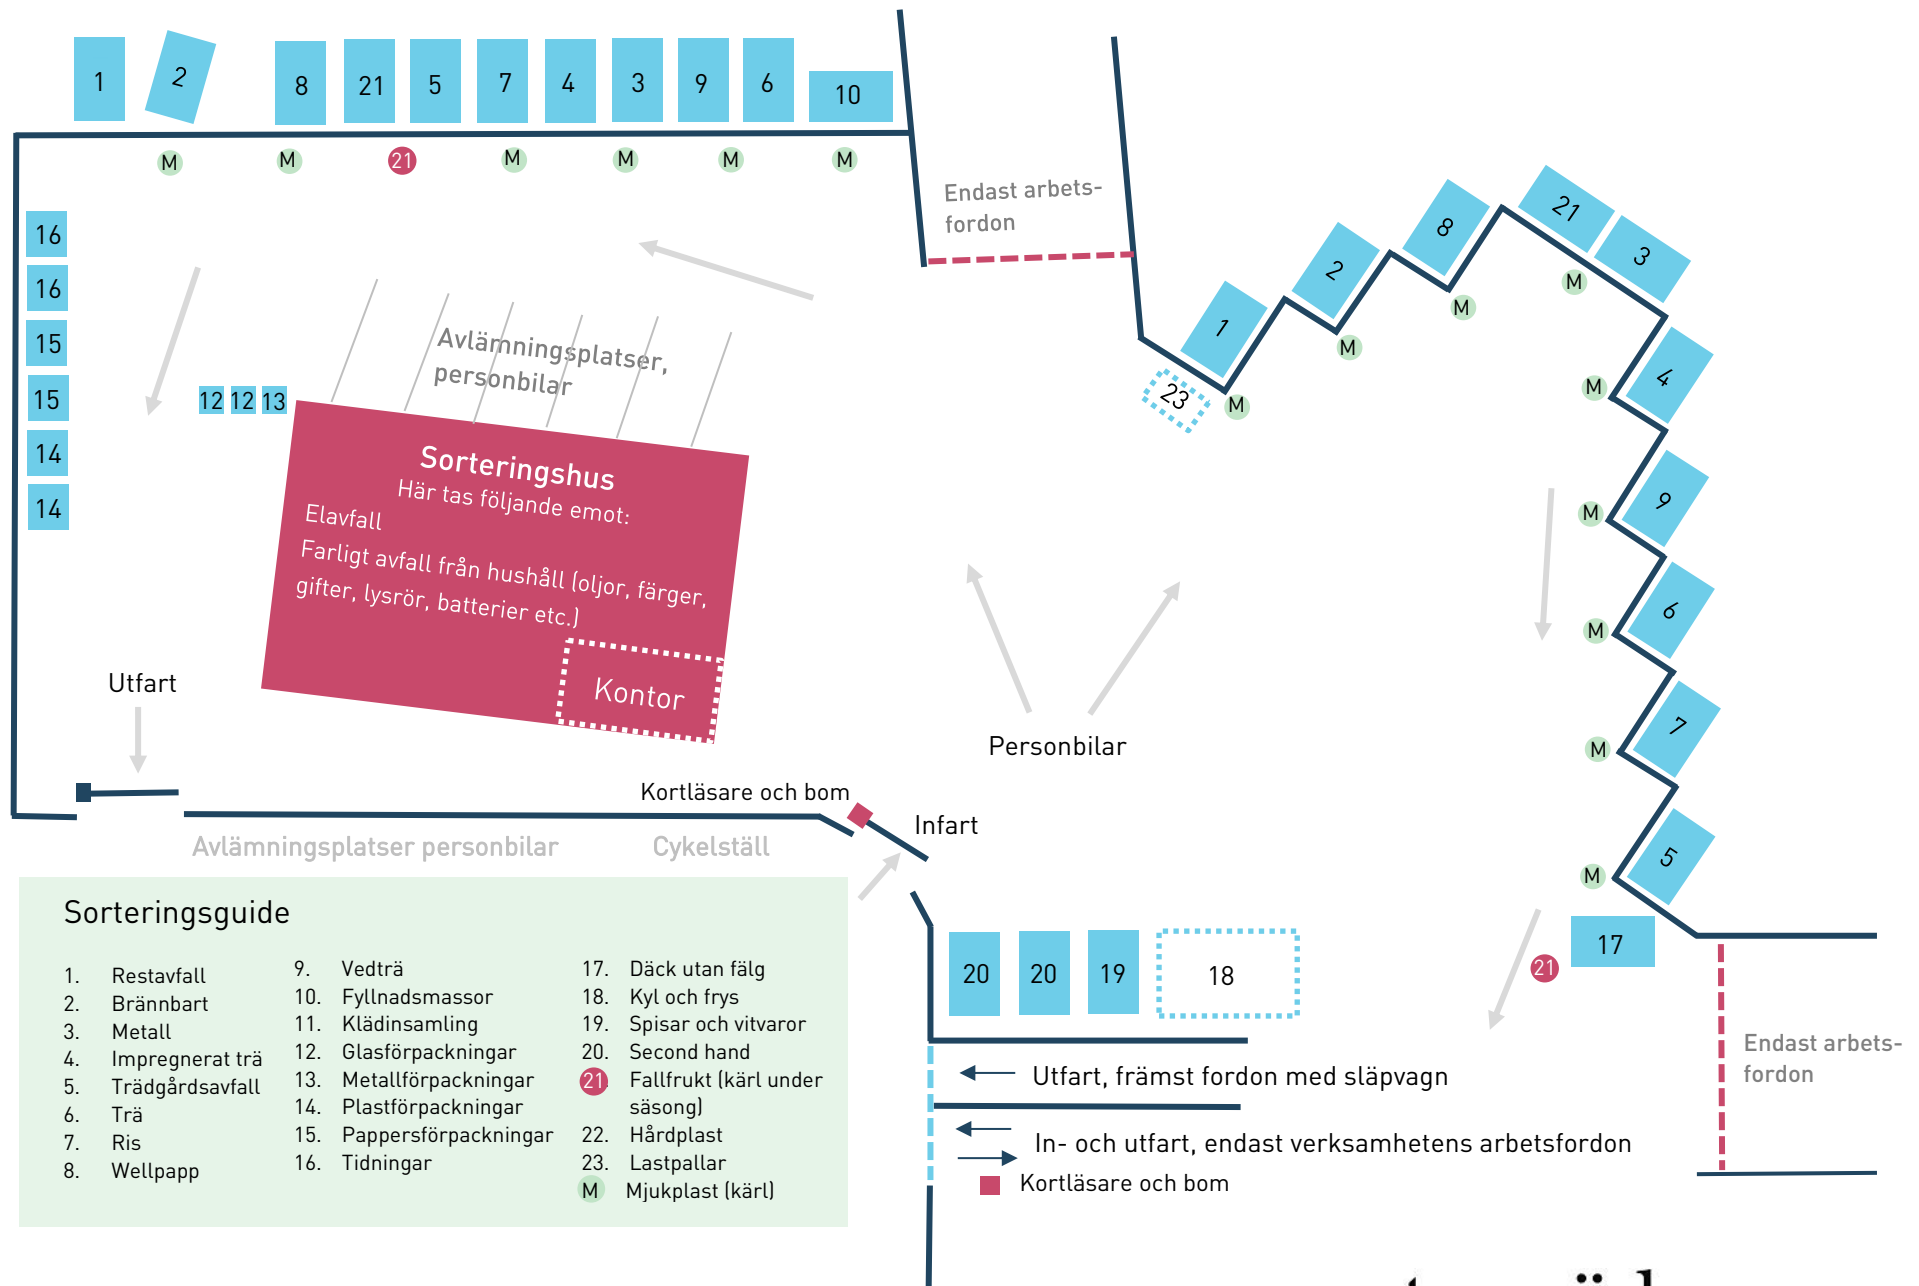 1
2
8
21
5
7
4
3
9
6
10
M
M
21
M
M
M
M
16
16
15
15
14
14
12
12
13
Endast arbets-
fordon
Avlämningsplatser,
personbilar
Sorteringshus
Här tas följande emot:
Elavfall
Farligt avfall från hushåll (oljor, färger,
gifter, lysrör, batterier etc.)
Kontor
1
2
8
21
3
23
M
M
M
M
4
M
9
M
6
M
7
M
5
M
17
21
Utfart
Personbilar
Kortläsare och bom
Infart
Avlämningsplatser personbilar
Cykelställ
Sorteringsguide
1. Restavfall
2. Brännbart
3. Metall
4. Impregnerat trä
5. Trädgårdsavfall
6. Trä
7. Ris
8. Wellpapp
9. Vedträ
10. Fyllnadsmassor
11. Klädinsamling
12. Glasförpackningar
13. Metallförpackningar
14. Plastförpackningar
15. Pappersförpackningar
16. Tidningar
17. Däck utan fälg
18. Kyl och frys
19. Spisar och vitvaror
20. Second hand
21. Fallfrukt (kärl under
säsong)
22. Hårdplast
23. Lastpallar
M Mjukplast (kärl)
20
20
19
18
Utfart, främst fordon med släpvagn
In- och utfart, endast verksamhetens arbetsfordon
Kortläsare och bom
Endast arbets-
fordon